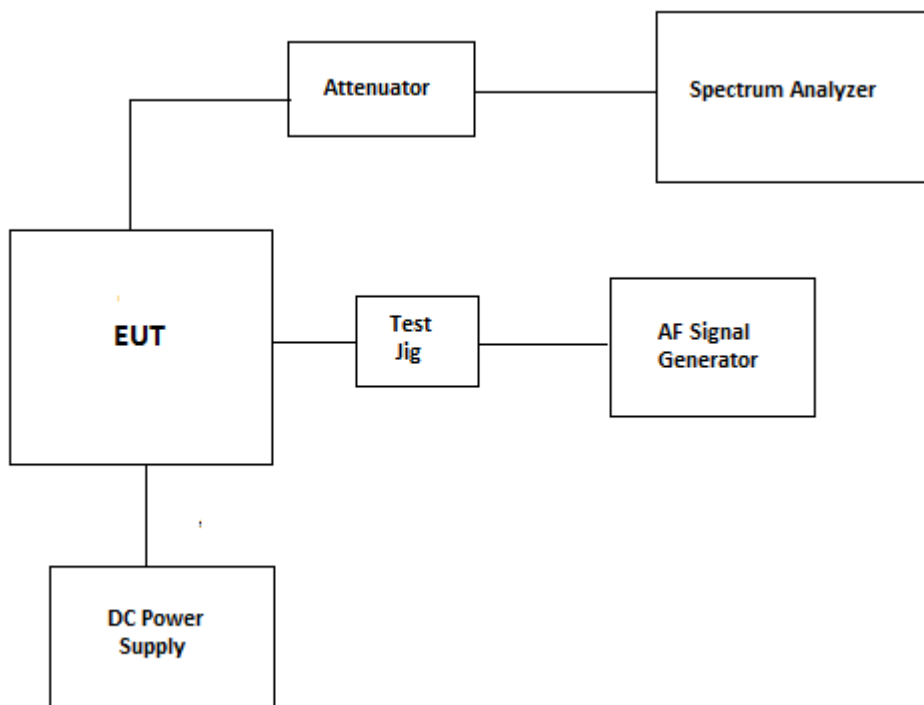 Attenuator
Spectrum Analyzer
EUT
Test
Jig
AF Signal
Generator
DC Power
Supply